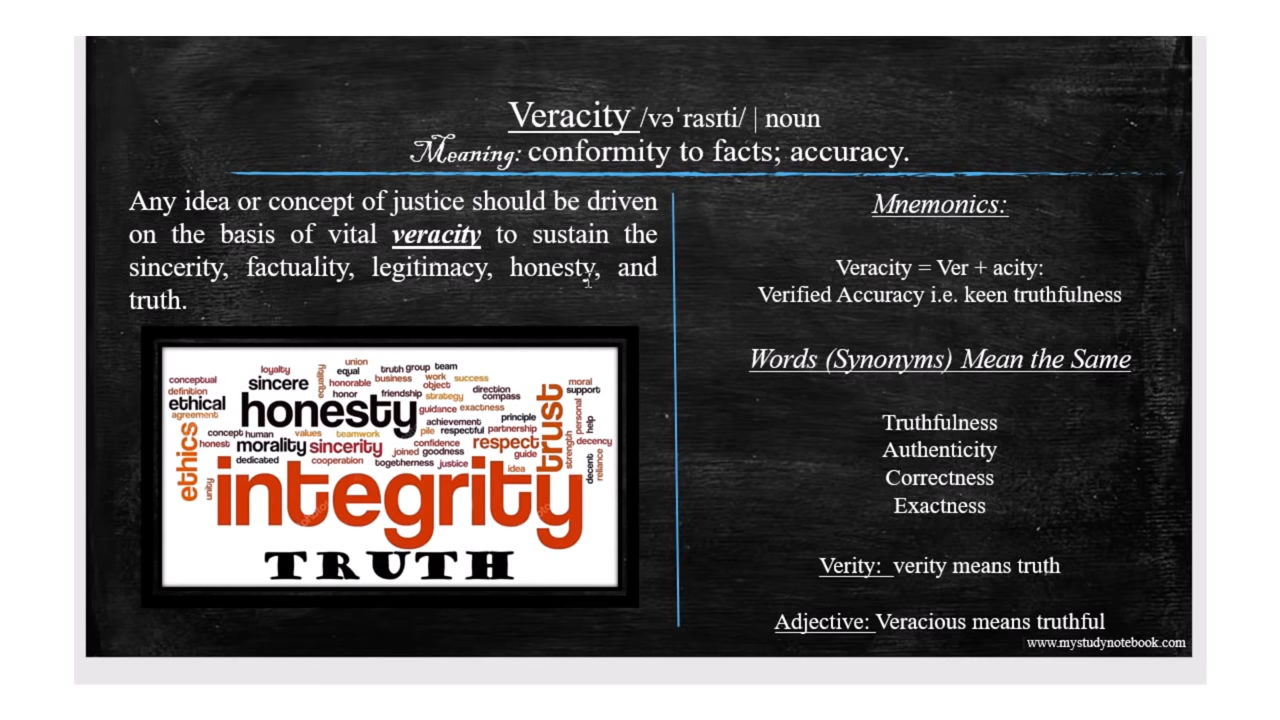 Veracity /vəˈrasɪti/ | noun
Meaning: conformity to facts; accuracy.
Any idea or concept of justice should be driven
on the basis of vital veracity to sustain the
sincerity, factuality, legitimacy, honesty, and
truth.
union
loyalty
equality
equal
truth group team
conceptual
sincere
honorable
business
work
success
object
moral
definition
honor
friendship
strategy
direction
compass
support
ethical
honesty
trust
guidance exactness
personal
agreement
achievement
principle
help
concept human
values
teamwork
pile respectful partnership
ethics
honest
morality sincerity
confidence
respect
strength
decency
joined goodness
guide
dedicated
cooperation
togetherness justice
idea
decent
reliance
unity
integrity
TRUTH
Mnemonics:
Veracity = Ver + acity:
Verified Accuracy i.e. keen truthfulness
Words (Synonyms) Mean the Same
Truthfulness
Authenticity
Correctness
Exactness
Verity: verity means truth
Adjective: Veracious means truthful
www.mystudynotebook.com